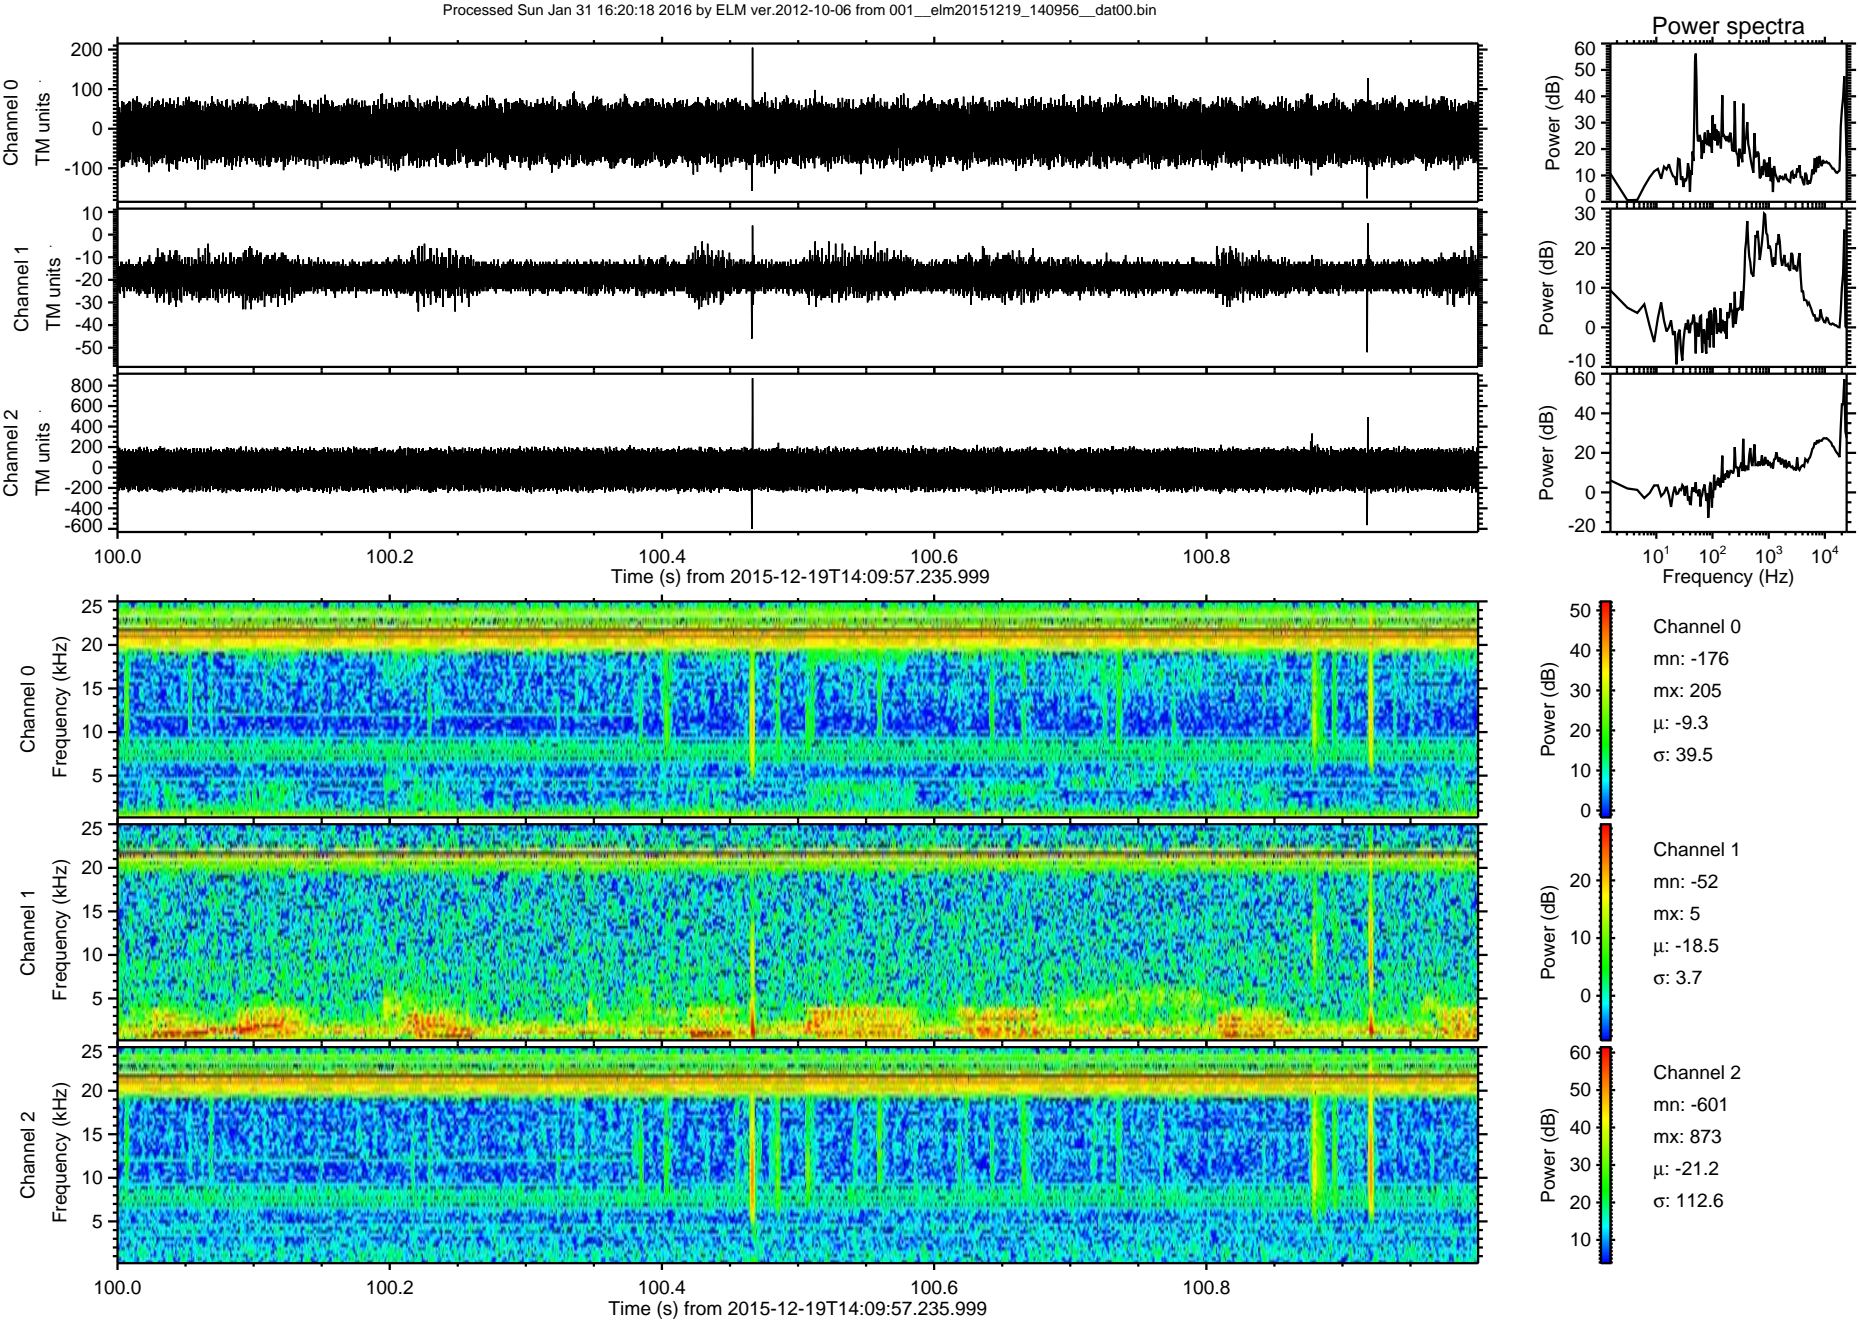 Processed Sun Jan 31 16:20:18 2016 by ELM ver.2012-10-06 from 001__elm20151219_140956__dat00.bin
Power spectra
Channel 0
TM units
200
100
0
-100
Power (dB)
60
50
40
30
20
10
0
Channel 1
TM units
10
0
-10
-20
-30
-40
-50
Power (dB)
30
20
10
0
-10
Channel 2
TM units
800
600
400
200
0
-200
-400
-600
Power (dB)
60
40
20
0
-20
100.0 100.2 100.4 100.6 100.8
Time (s) from 2015-12-19T14:09:57.235.999
10¹ 10² 10³ 10⁴
Frequency (Hz)
Channel 0
Frequency (kHz)
25
20
15
10
5
Power (dB)
50
40
30
20
10
0
Channel 0
mn: -176
mx: 205
μ: -9.3
σ: 39.5
Channel 1
Frequency (kHz)
25
20
15
10
5
Power (dB)
20
10
0
Channel 1
mn: -52
mx: 5
μ: -18.5
σ: 3.7
Channel 2
Frequency (kHz)
25
20
15
10
5
Power (dB)
60
50
40
30
20
10
Channel 2
mn: -601
mx: 873
μ: -21.2
σ: 112.6
100.0 100.2 100.4 100.6 100.8
Time (s) from 2015-12-19T14:09:57.235.999